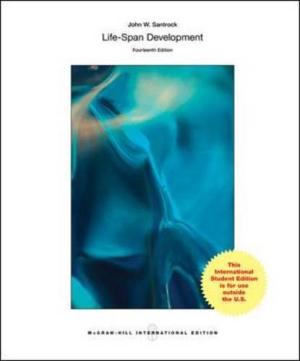 John W. Santrock
Life-Span Development
Fourteenth Edition
This
International
Student Edition
is for use
outside
the U.S.
McGRAW-HILL INTERNATIONAL EDITION